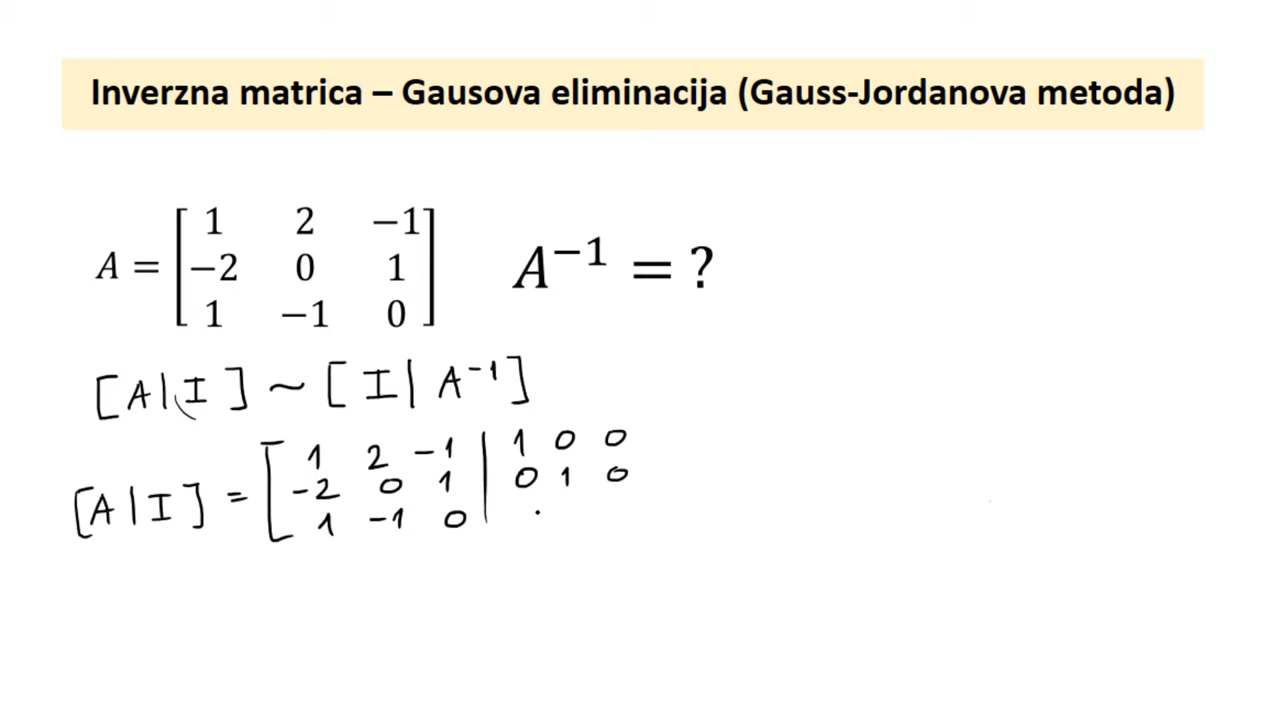 Inverzna matrica – Gausova eliminacija (Gauss-Jordanova metoda)
A = [1 2 −1
−2 0 1
1 −1 0]
A⁻¹ = ?
[A|I] ~ [I|A⁻¹]
[A|I] = [1 2 -1 | 1 0 0
-2 0 1 | 0 1 0
1 -1 0 |